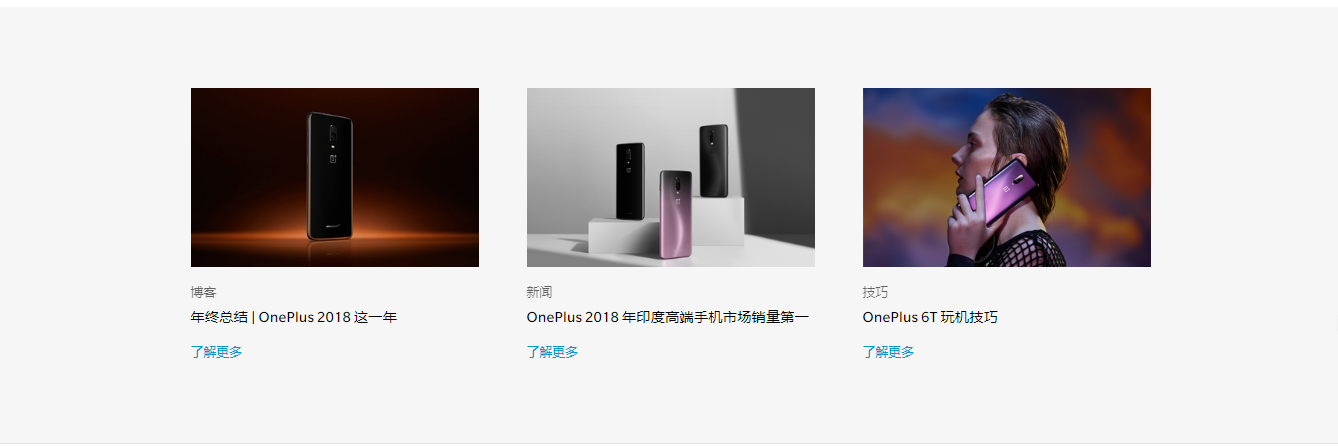 博客
年终总结 | OnePlus 2018 这一年
了解更多
新闻
OnePlus 2018 年印度高端手机市场销量第一
了解更多
技巧
OnePlus 6T 玩机技巧
了解更多